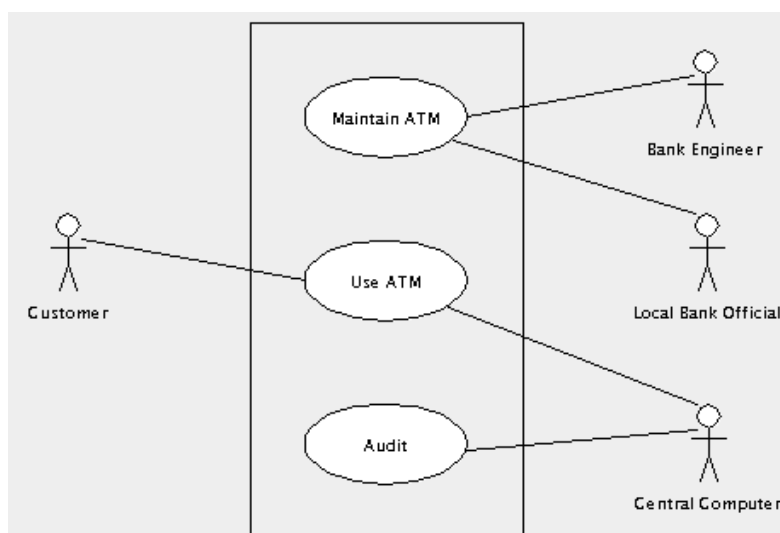 Maintain ATM
Bank Engineer
Use ATM
Customer
Local Bank Official
Audit
Central Computer